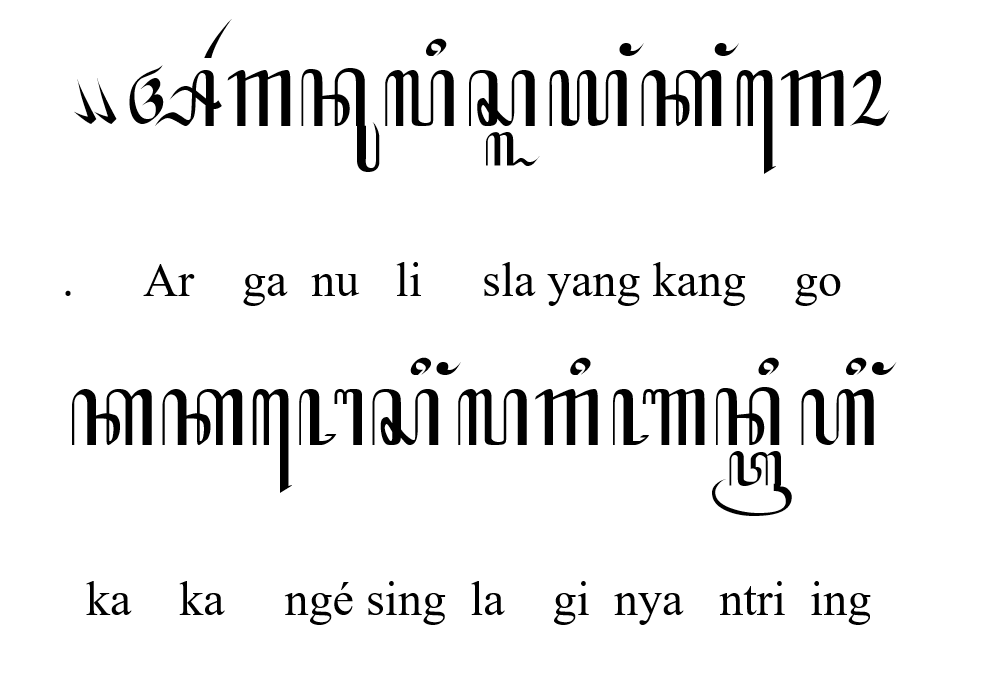 ꧊ꦄꦂꦒꦤꦸꦭꦶꦱ꧀ꦭꦪꦁꦏꦁꦒꦺꦴ
. Ar ga nu li sla yang kang go
ꦏꦏꦔꦺꦱꦶꦁꦭꦒꦶꦚꦤ꧀ꦠꦿꦶꦲꦶꦁ
ka ka ngé sing la gi nya ntri ing